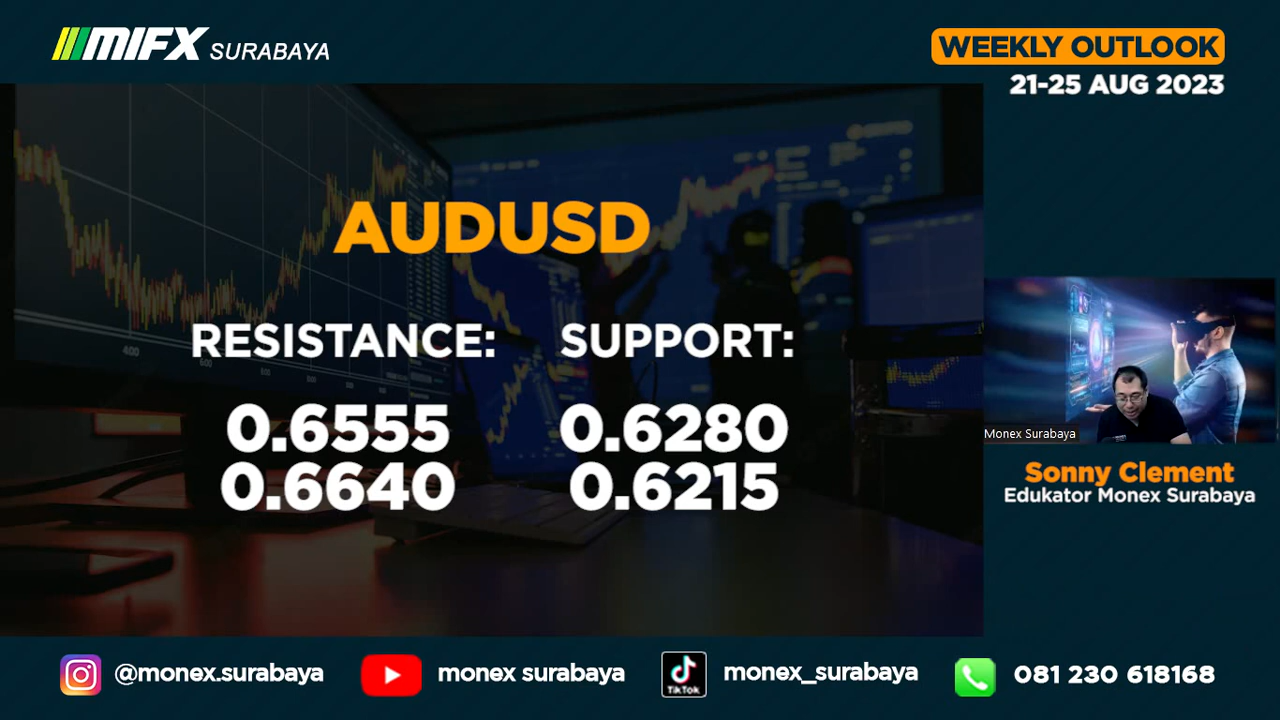 MIFX SURABAYA
WEEKLY OUTLOOK
21-25 AUG 2023
AUDUSD
RESISTANCE:
SUPPORT:
0.6555
0.6280
0.6640
0.6215
400
Monex Surabaya
Sonny Clement
Edukator Monex Surabaya
@monex.surabaya
monex surabaya
TikTok
monex_surabaya
081 230 618168